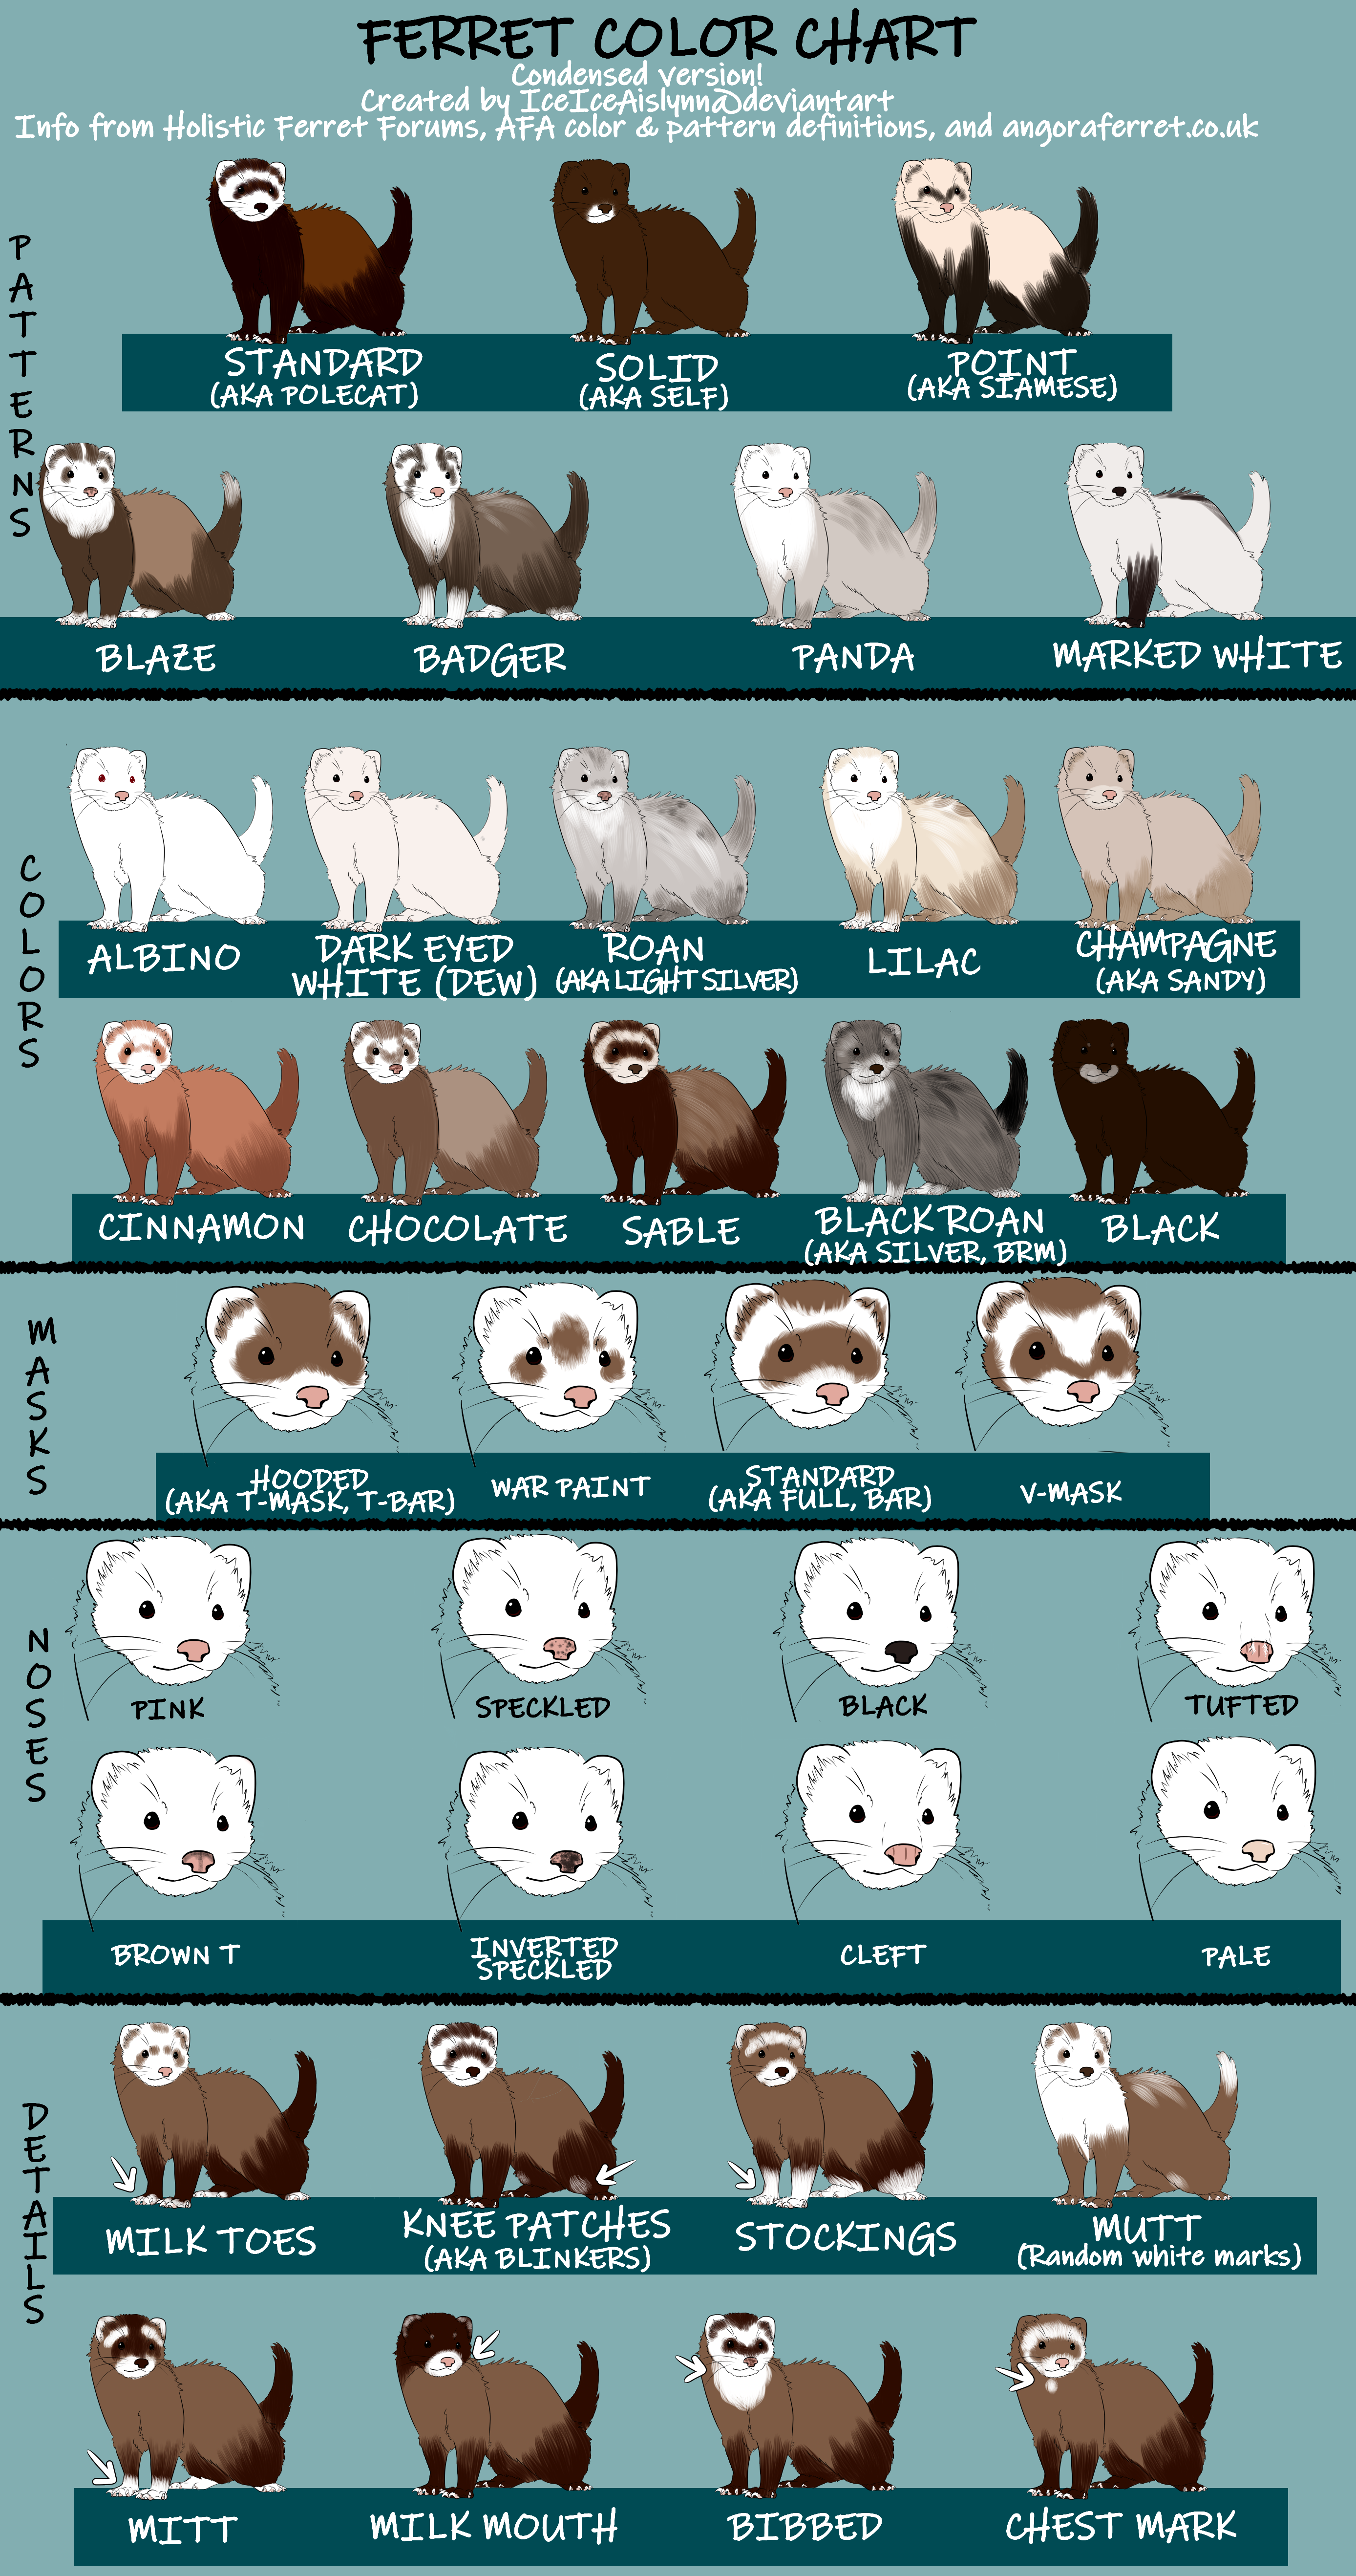 FERRET COLOR CHART
Condensed version!
Created by IceIceAislynn@deviantart
Info from Holistic Ferret Forums, AFA color & pattern definitions, and angoraferret.co.uk
PATTERNS
STANDARD
(AKA POLECAT)
SOLID
(AKA SELF)
POINT
(AKA SIAMESE)
BLAZE
BADGER
PANDA
MARKED WHITE
COLORS
ALBINO
DARK EYED
WHITE (DEW)
ROAN
(AKA LIGHT SILVER)
LILAC
CHAMPAGNE
(AKA SANDY)
CINNAMON
CHOCOLATE
SABLE
BLACK ROAN
(AKA SILVER, BRM)
BLACK
MASKS
HOODED
(AKA T-MASK, T-BAR)
WAR PAINT
STANDARD
(AKA FULL, BAR)
V-MASK
NOSES
PINK
SPECKLED
BLACK
TUFTED
BROWN T
INVERTED
SPECKLED
CLEFT
PALE
DETAILS
MILK TOES
KNEE PATCHES
(AKA BLINKERS)
STOCKINGS
MUTT
(Random white marks)
MITT
MILK MOUTH
BIBBED
CHEST MARK